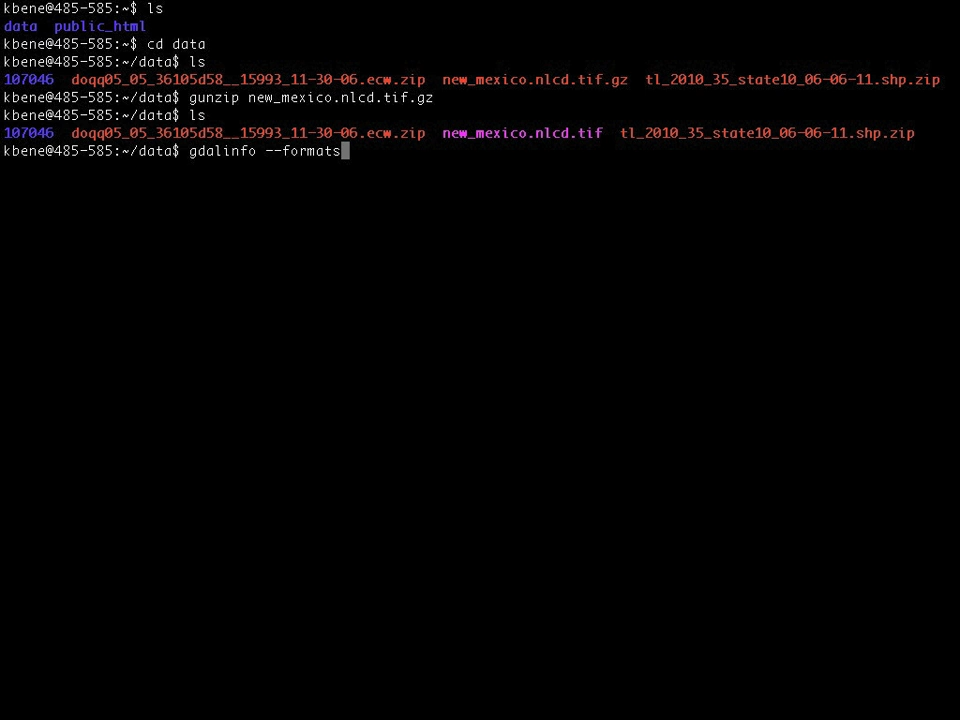 kbene@485-585:~$ ls
data  public_html
kbene@485-585:~$ cd data
kbene@485-585:~/data$ ls
107046  doqq05_05_36105d58__15993_11-30-06.ecw.zip  new_mexico.nlcd.tif.gz  tl_2010_35_state10_06-06-11.shp.zip
kbene@485-585:~/data$ gunzip new_mexico.nlcd.tif.gz
kbene@485-585:~/data$ ls
107046  doqq05_05_36105d58__15993_11-30-06.ecw.zip  new_mexico.nlcd.tif  tl_2010_35_state10_06-06-11.shp.zip
kbene@485-585:~/data$ gdalinfo --formats